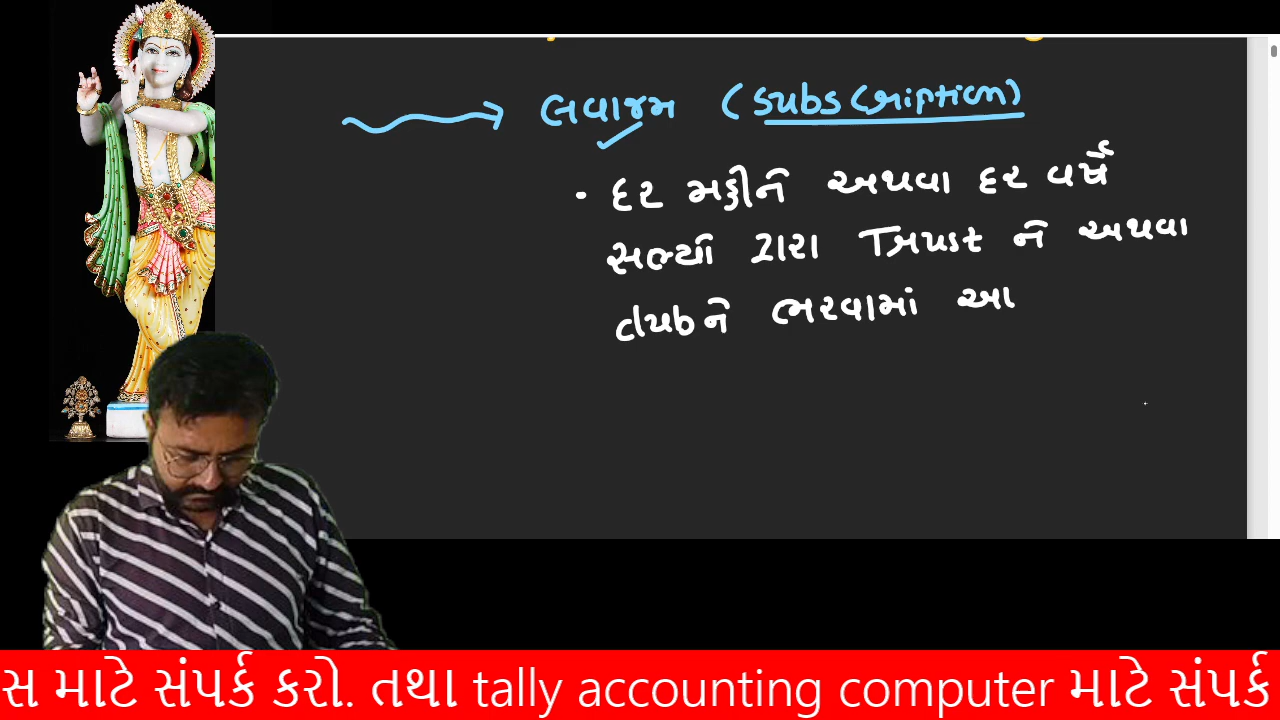 લવાજમ (Subscription)
· દર મહીને અથવા દર વર્ષે
સભ્યો દ્વારા Trust ને અથવા
club ને ભરવામાં આ
સ માટે સંપર્ક કરો. તથા tally accounting computer માટે સંપર્ક